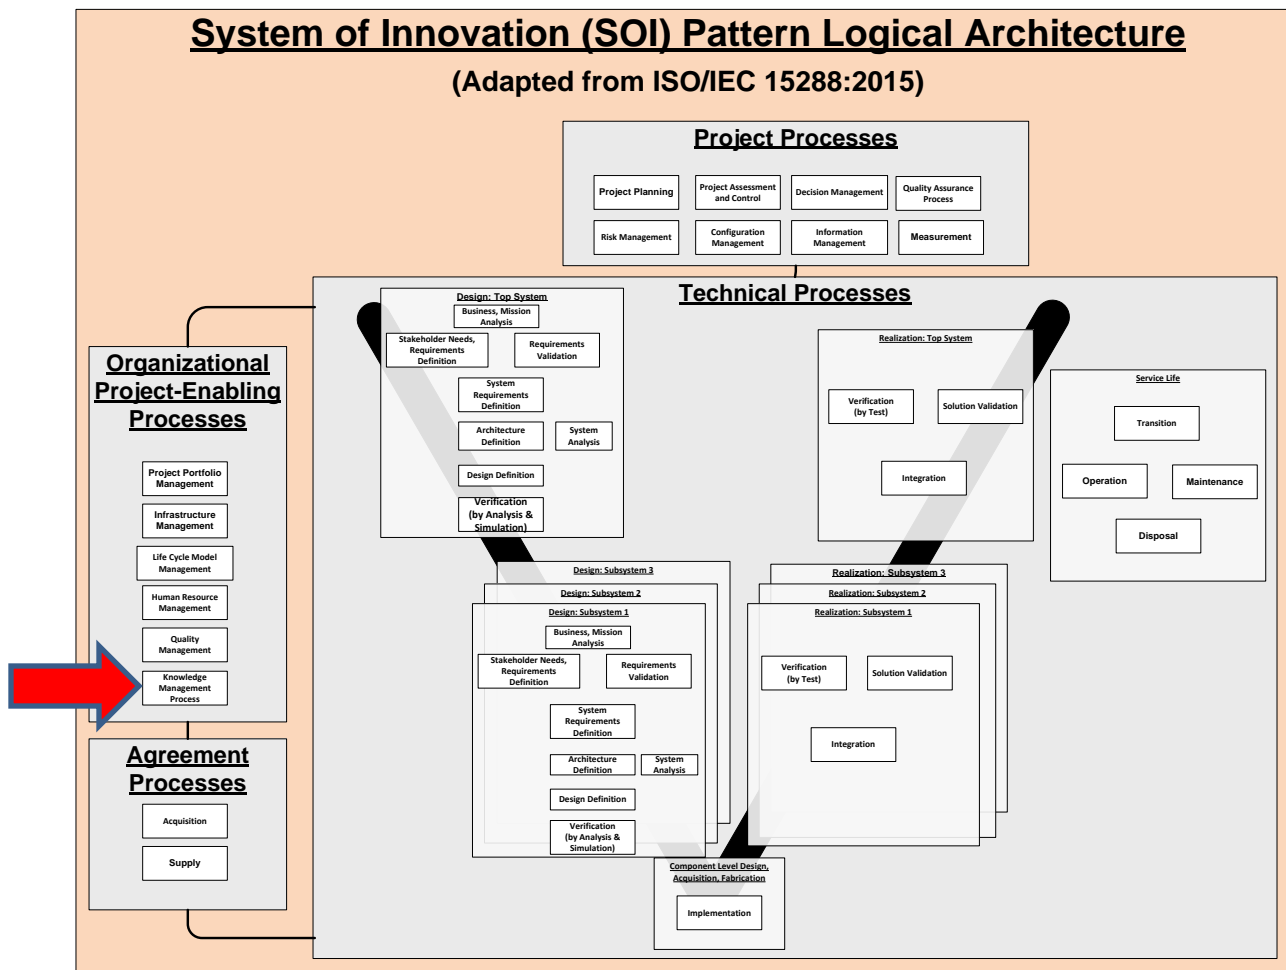 System of Innovation (SOI) Pattern Logical Architecture
(Adapted from ISO/IEC 15288:2015)
Project Processes
Project Planning
Project Assessment
and Control
Decision Management
Quality Assurance
Process
Risk Management
Configuration
Management
Information
Management
Measurement
Technical Processes
Design: Top System
Business, Mission
Analysis
Stakeholder Needs,
Requirements
Definition
Requirements
Validation
System
Requirements
Definition
Architecture
Definition
System
Analysis
Design Definition
Verification
(by Analysis &
Simulation)
Realization: Top System
Verification
(by Test)
Solution Validation
Integration
Service Life
Transition
Operation
Maintenance
Disposal
Organizational
Project-Enabling
Processes
Project Portfolio
Management
Infrastructure
Management
Life Cycle Model
Management
Human Resource
Management
Quality
Management
Knowledge
Management
Process
Agreement
Processes
Acquisition
Supply
Design: Subsystem 3
Design: Subsystem 2
Design: Subsystem 1
Business, Mission
Analysis
Stakeholder Needs,
Requirements
Definition
Requirements
Validation
System
Requirements
Definition
Architecture
Definition
System
Analysis
Design Definition
Verification
(by Analysis &
Simulation)
Realization: Subsystem 3
Realization: Subsystem 2
Realization: Subsystem 1
Verification
(by Test)
Solution Validation
Integration
Component Level Design,
Acquisition, Fabrication
Implementation